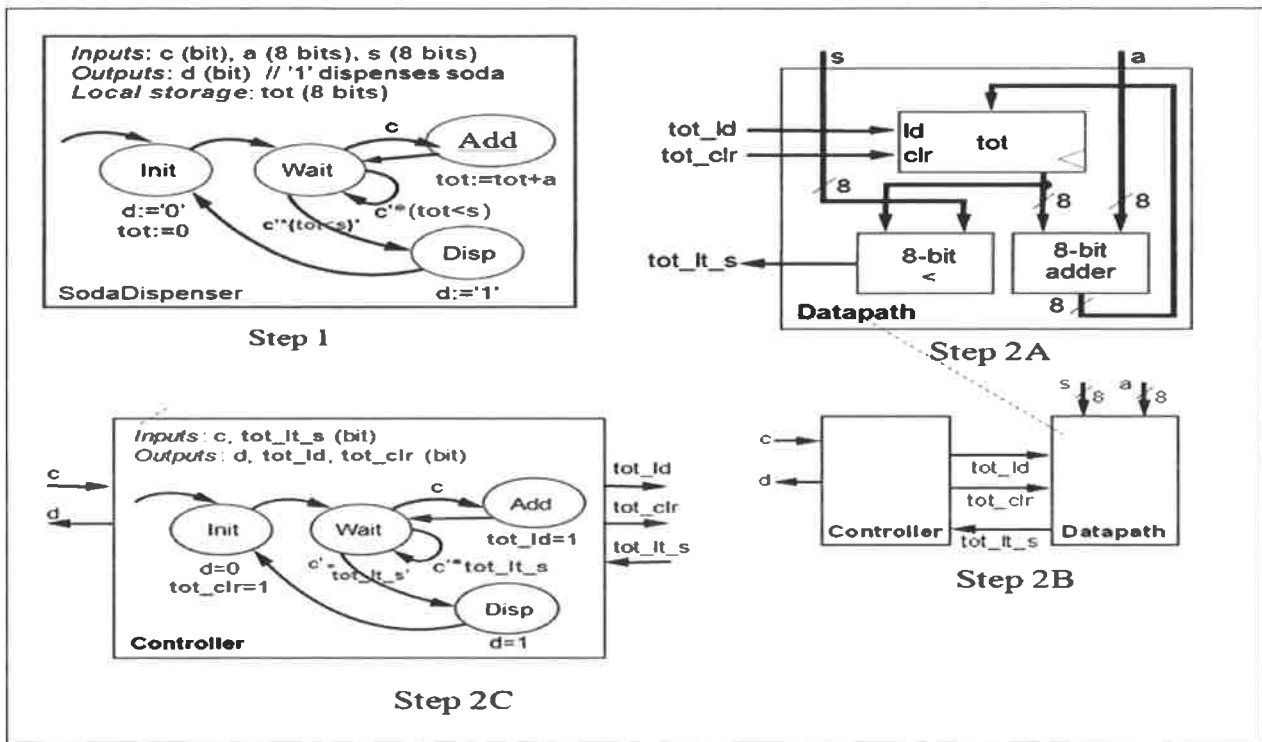 Inputs: c (bit), a (8 bits), s (8 bits)
Outputs: d (bit) // '1' dispenses soda
Local storage: tot (8 bits)
c
Add
Init
Wait
tot:=tot+a
d:='0'
tot:=0
c'*(tot<s)
c'*(tot<s)'
Disp
d:='1'
SodaDispenser
Step 1
s
a
tot_ld
tot_clr
ld
clr
tot
8
8
8
8-bit
<
8-bit
adder
tot_lt_s
8
Datapath
Step 2A
Inputs: c, tot_lt_s (bit)
Outputs: d, tot_ld, tot_clr (bit)
c
d
c
Add
Init
Wait
tot_ld=1
d=0
tot_clr=1
c'*
tot_lt_s'
c'*tot_lt_s
Disp
d=1
Controller
tot_ld
tot_clr
tot_lt_s
Step 2C
s
8
a
8
c
d
tot_ld
tot_clr
tot_lt_s
Controller
Datapath
Step 2B